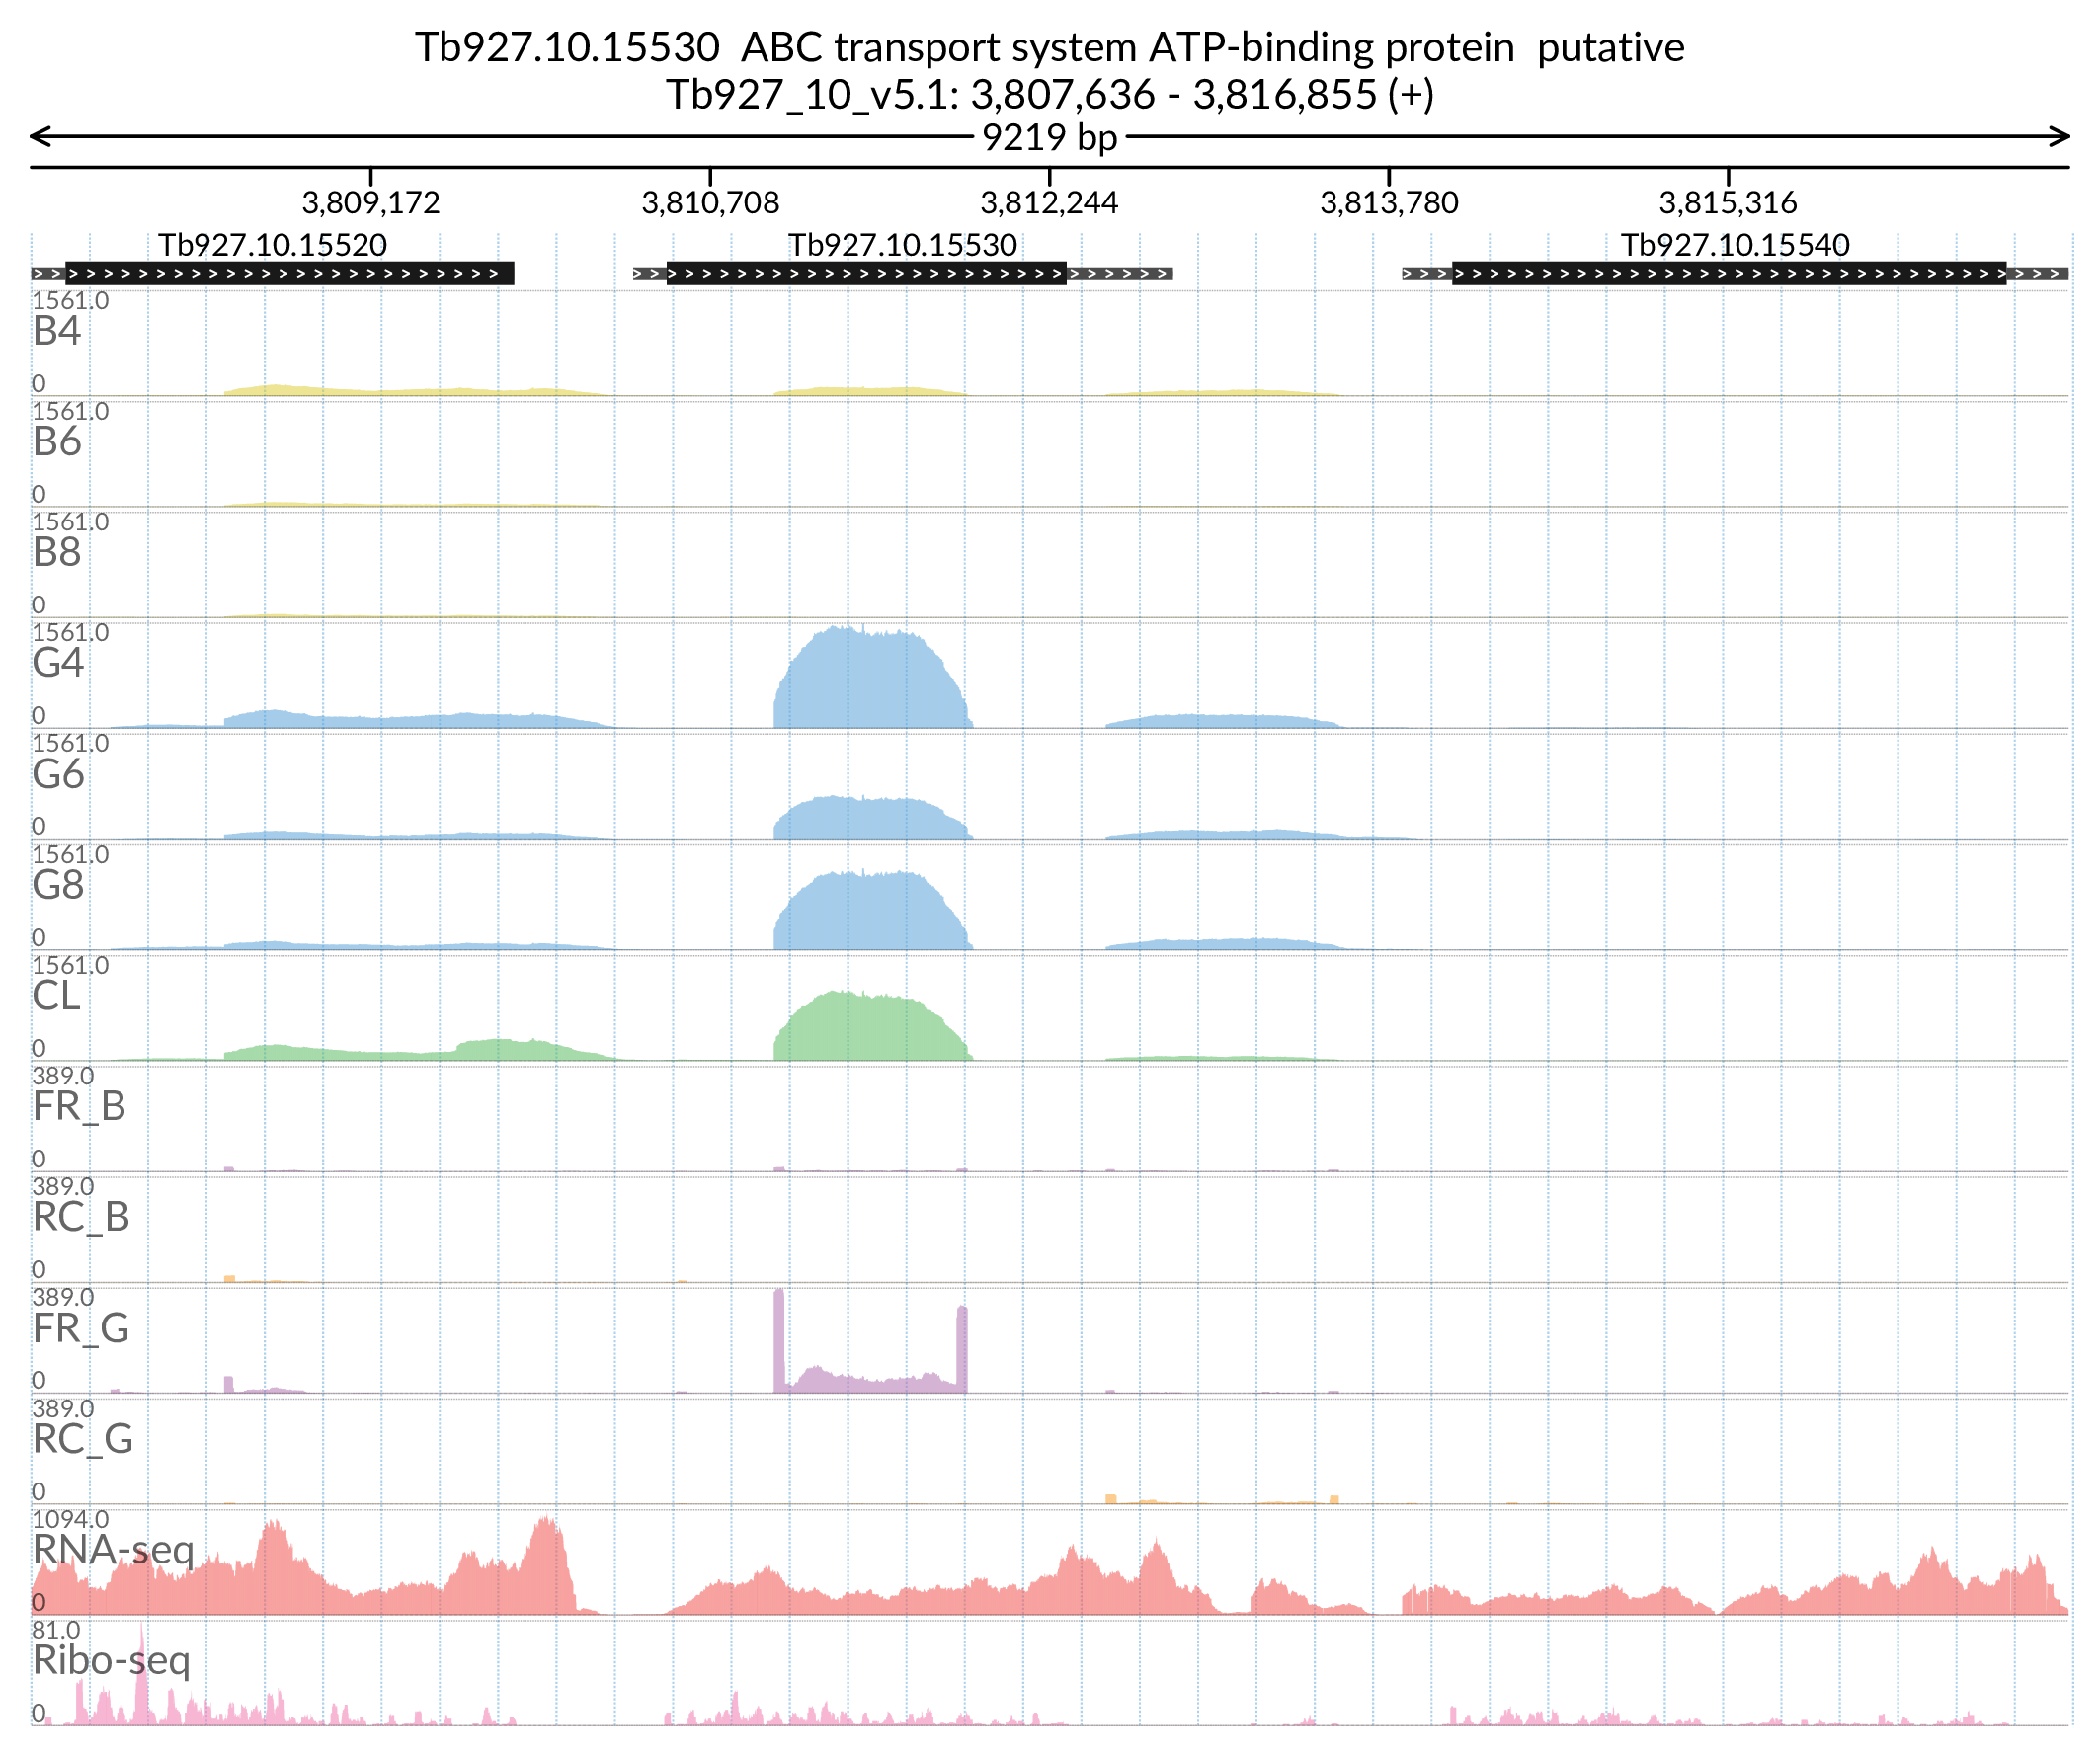 Tb927.10.15530 ABC transport system ATP-binding protein putative
Tb927_10_v5.1: 3,807,636 - 3,816,855 (+)
9219 bp
3,809,172 3,810,708 3,812,244 3,813,780 3,815,316
Tb927.10.15520 Tb927.10.15530 Tb927.10.15540
1561.0
B4
0
1561.0
B6
0
1561.0
B8
0
1561.0
G4
0
1561.0
G6
0
1561.0
G8
0
1561.0
CL
0
389.0
FR_B
0
389.0
RC_B
0
389.0
FR_G
0
389.0
RC_G
0
1094.0
RNA-seq
0
81.0
Ribo-seq
0